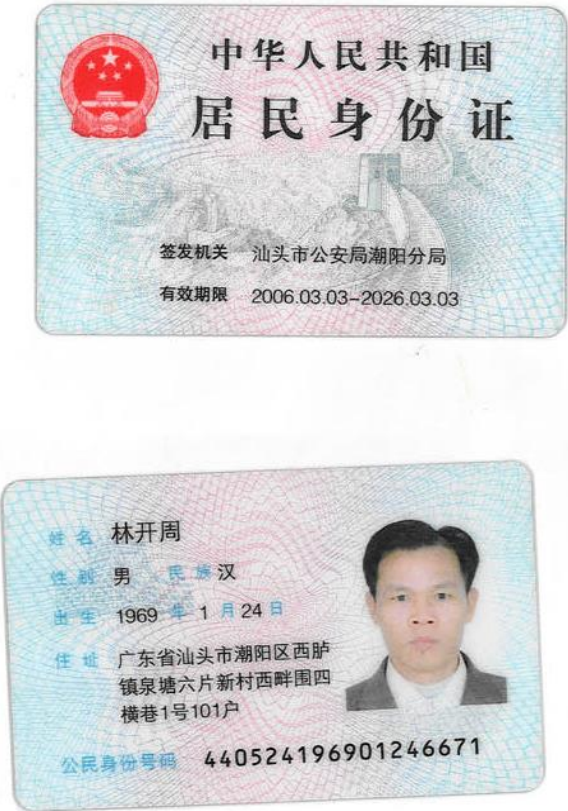 中华人民共和国
居民身份证
签发机关 汕头市公安局潮阳分局
有效期限 2006.03.03-2026.03.03
姓名 林开周
性别 男 民族 汉
出生 1969 年 1 月 24 日
住址 广东省汕头市潮阳区西胪
镇泉塘六片新村西畔围四
横巷1号101户
公民身份号码 440524196901246671